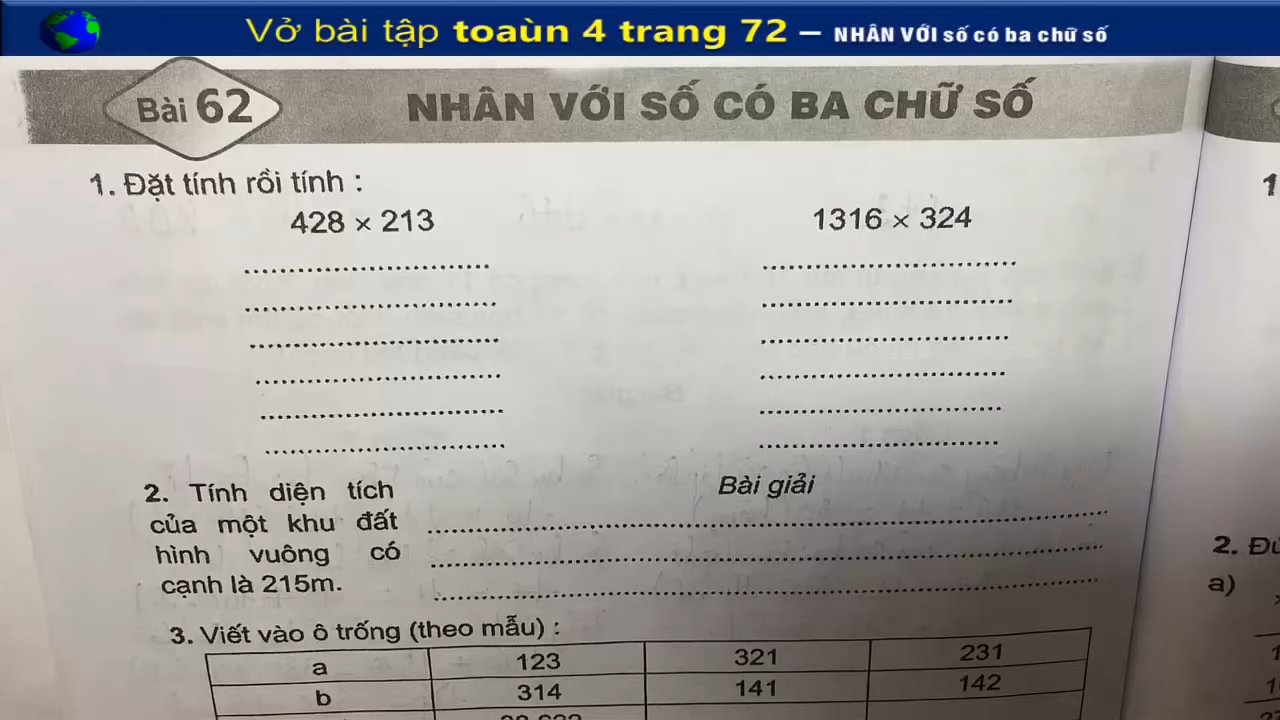 Vở bài tập toaùn 4 trang 72 – NHÂN VỚI số có ba chữ số
Bài 62
NHÂN VỚI SỐ CÓ BA CHỮ SỐ
1. Đặt tính rồi tính :
428 × 213
1316 × 324
2. Tính diện tích
của một khu đất
hình vuông có
cạnh là 215m.
Bài giải
3. Viết vào ô trống (theo mẫu) :
a 123 321 231
b 314 141 142
1
2.
a)